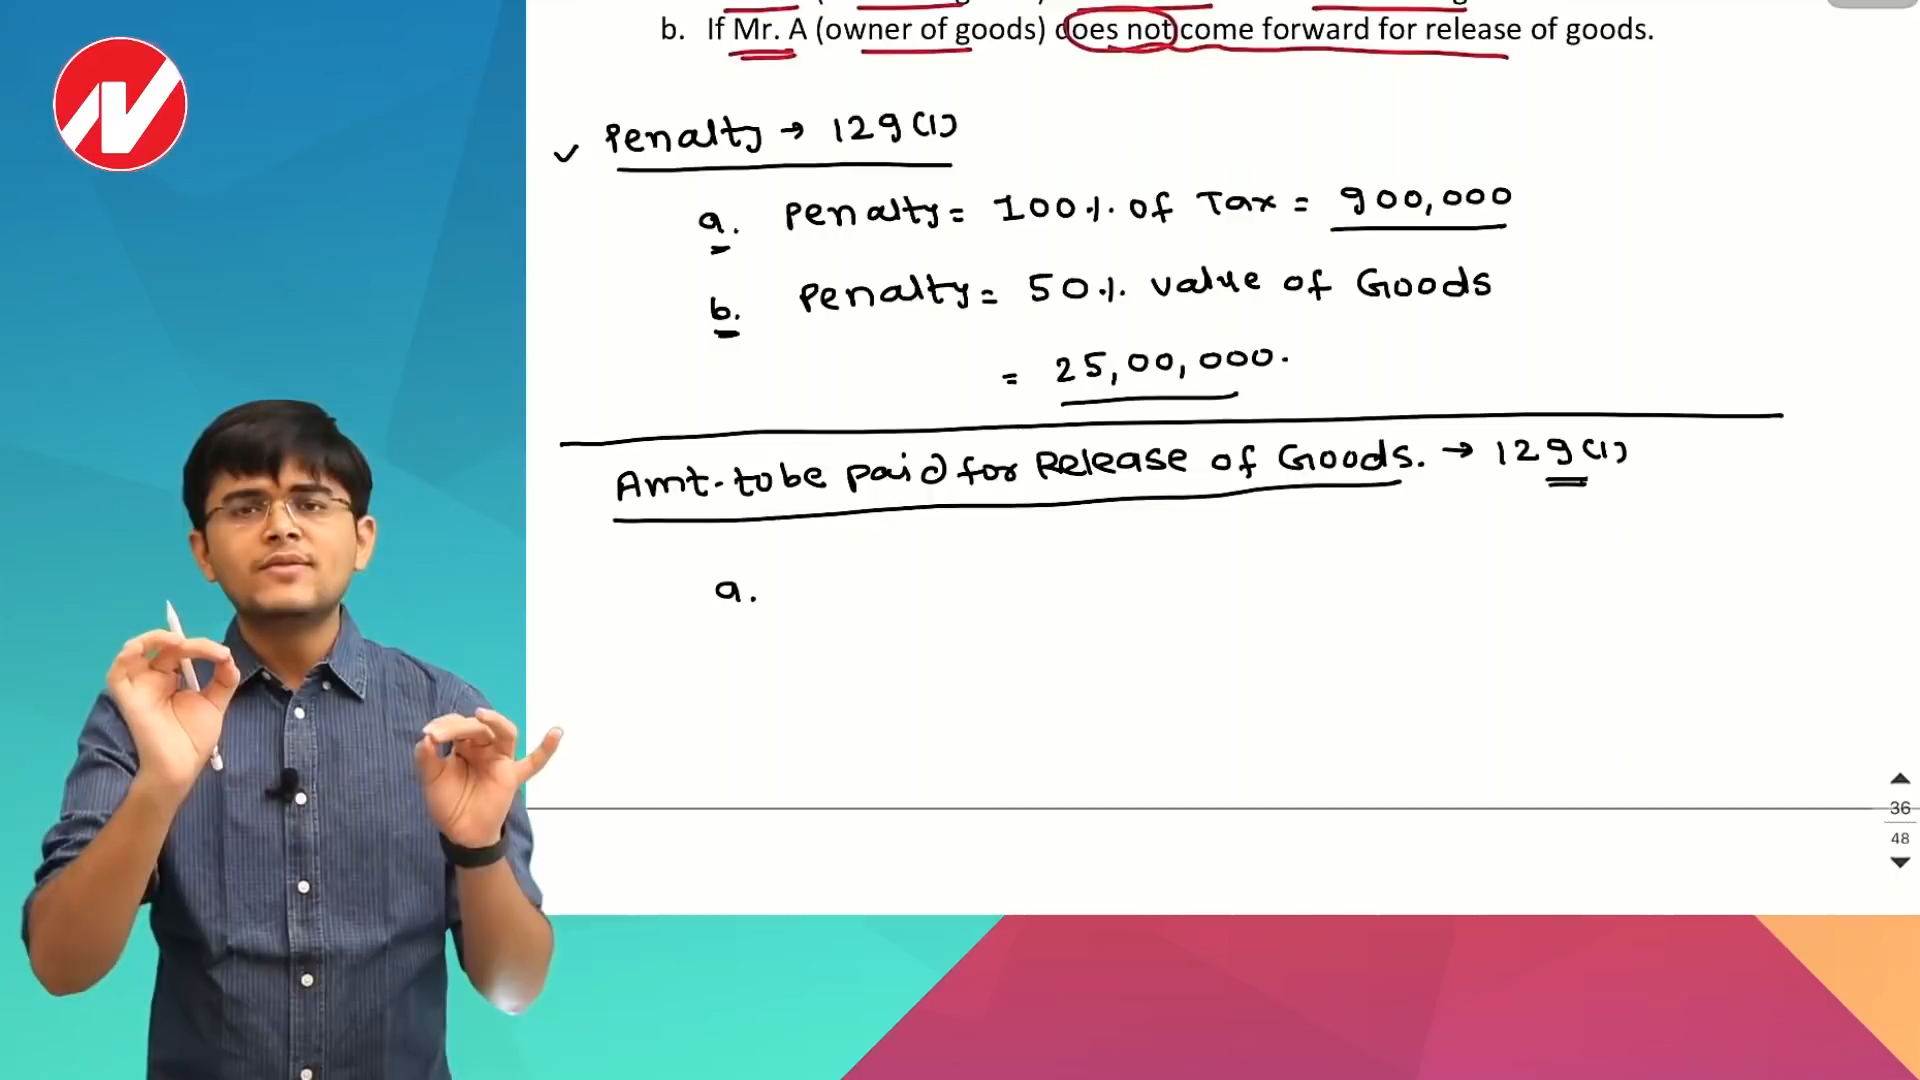 b. If Mr. A (owner of goods) does not come forward for release of goods.
Penalty → 129(1)
a. Penalty = 100%. of Tax = 900,000
b. Penalty = 50%. value of Goods
= 25,00,000.
Amt. to be paid for Release of Goods. → 129(1)
a.
36
48